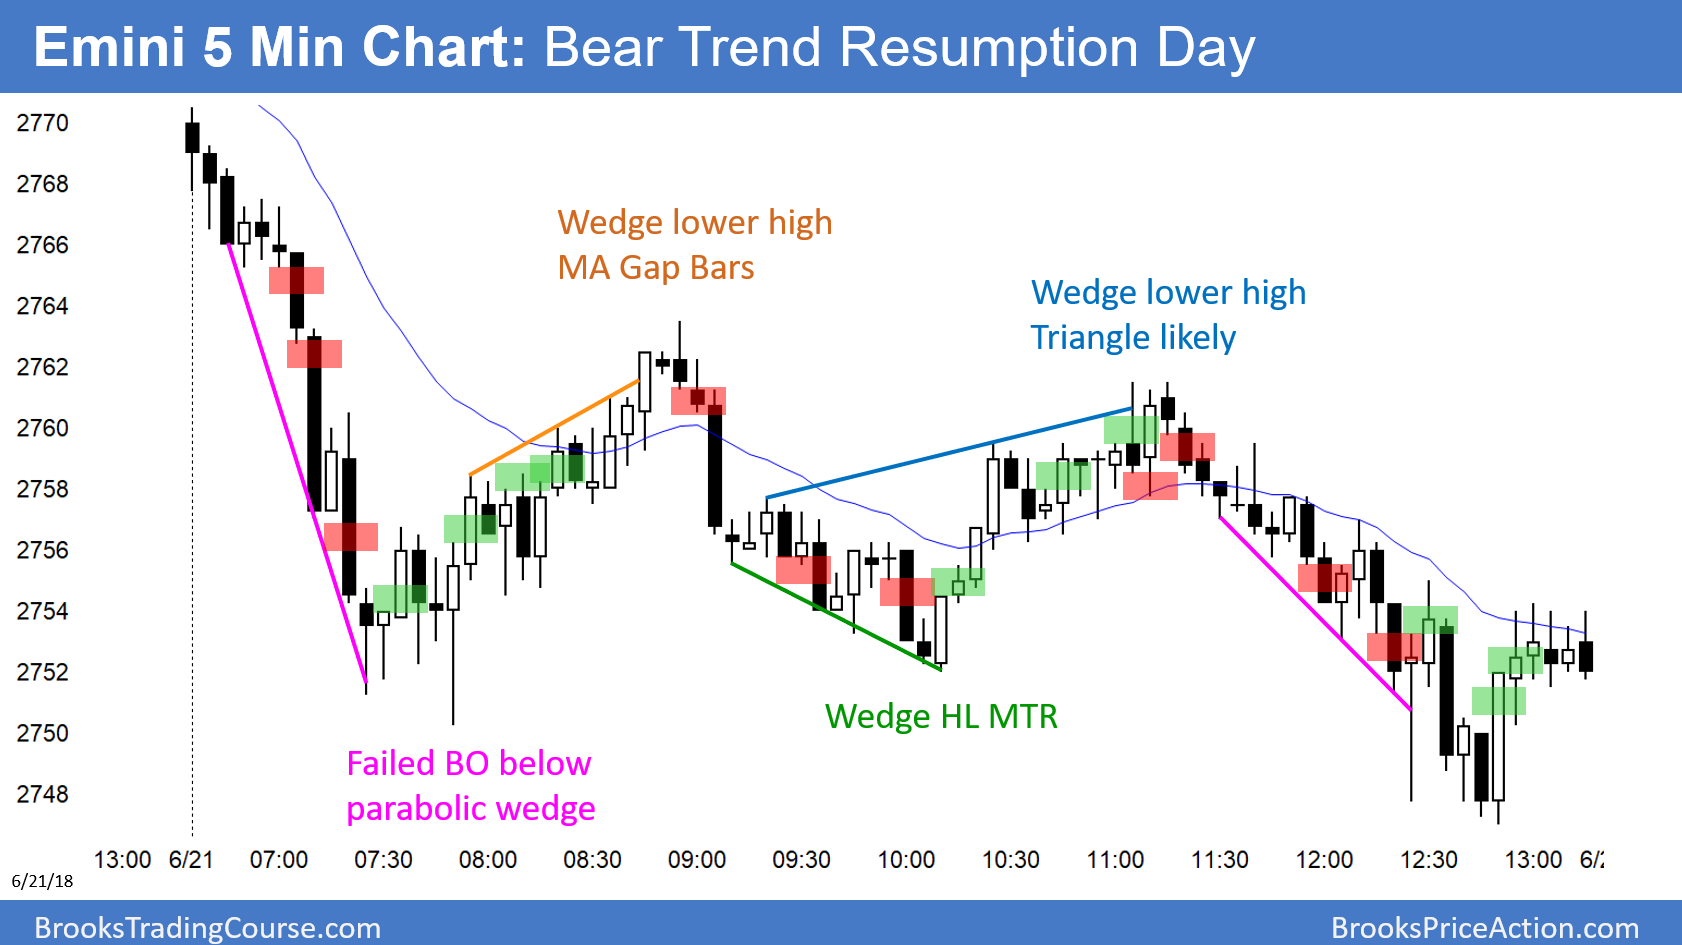 Emini 5 Min Chart: Bear Trend Resumption Day
2770
2768
2766
2764
2762
2760
2758
2756
2754
2752
2750
2748
Wedge lower high
MA Gap Bars
Wedge lower high
Triangle likely
Wedge HL MTR
Failed BO below
parabolic wedge
13:00 6/21 07:00 07:30 08:00 08:30 09:00 09:30 10:00 10:30 11:00 11:30 12:00 12:30 13:00 6/2
6/21/18
BrooksTradingCourse.com
BrooksPriceAction.com